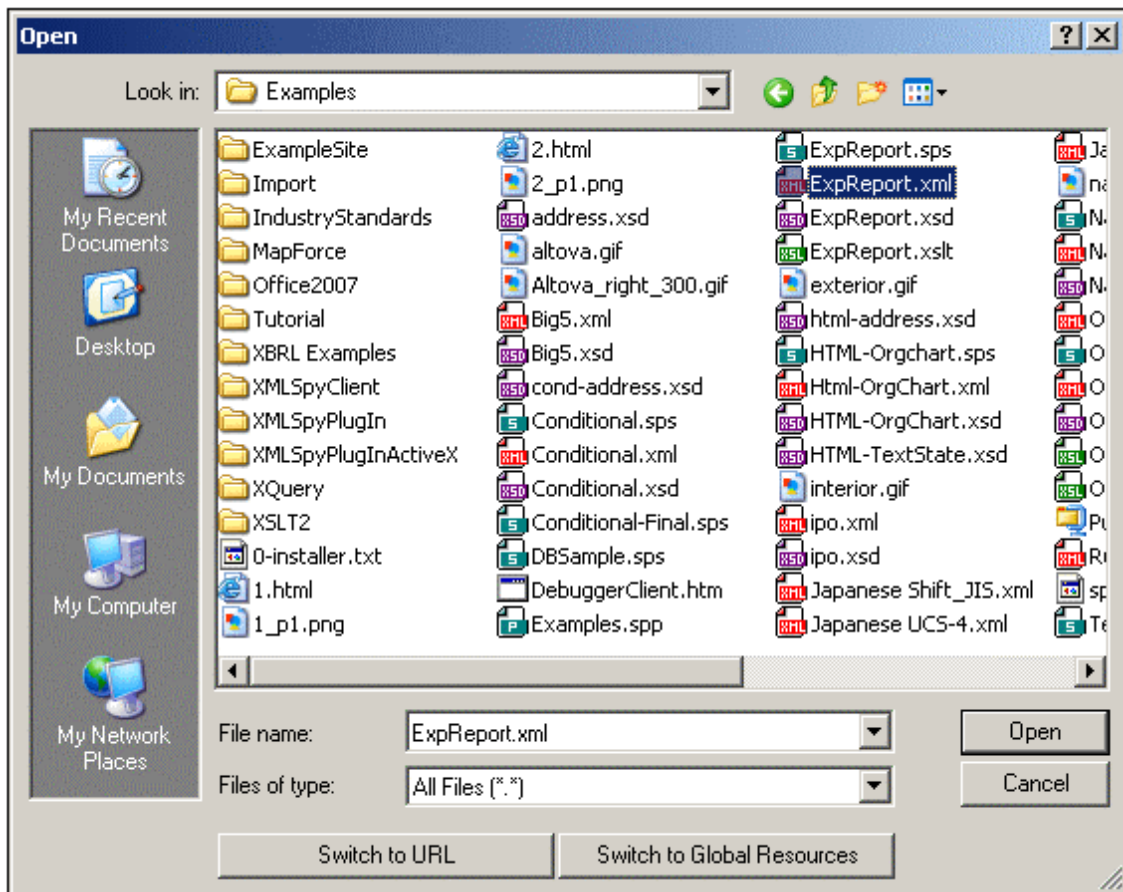 Open
Look in: Examples
My Recent
Documents
Desktop
My Documents
My Computer
My Network
Places
ExampleSite
Import
IndustryStandards
MapForce
Office2007
Tutorial
XBRL Examples
XMLSpyClient
XMLSpyPlugIn
XMLSpyPlugInActiveX
XQuery
XSLT2
0-installer.txt
1.html
1_p1.png
2.html
2_p1.png
address.xsd
altova.gif
Altova_right_300.gif
Big5.xml
Big5.xsd
cond-address.xsd
Conditional.sps
Conditional.xml
Conditional.xsd
Conditional-Final.sps
DBSample.sps
DebuggerClient.htm
Examples.spp
ExpReport.sps
ExpReport.xml
ExpReport.xsd
ExpReport.xslt
exterior.gif
html-address.xsd
HTML-Orgchart.sps
Html-OrgChart.xml
HTML-OrgChart.xsd
HTML-TextState.xsd
interior.gif
ipo.xml
ipo.xsd
Japanese Shift_JIS.xml
Japanese UCS-4.xml
File name: ExpReport.xml
Open
Files of type: All Files (*.*)
Cancel
Switch to URL
Switch to Global Resources